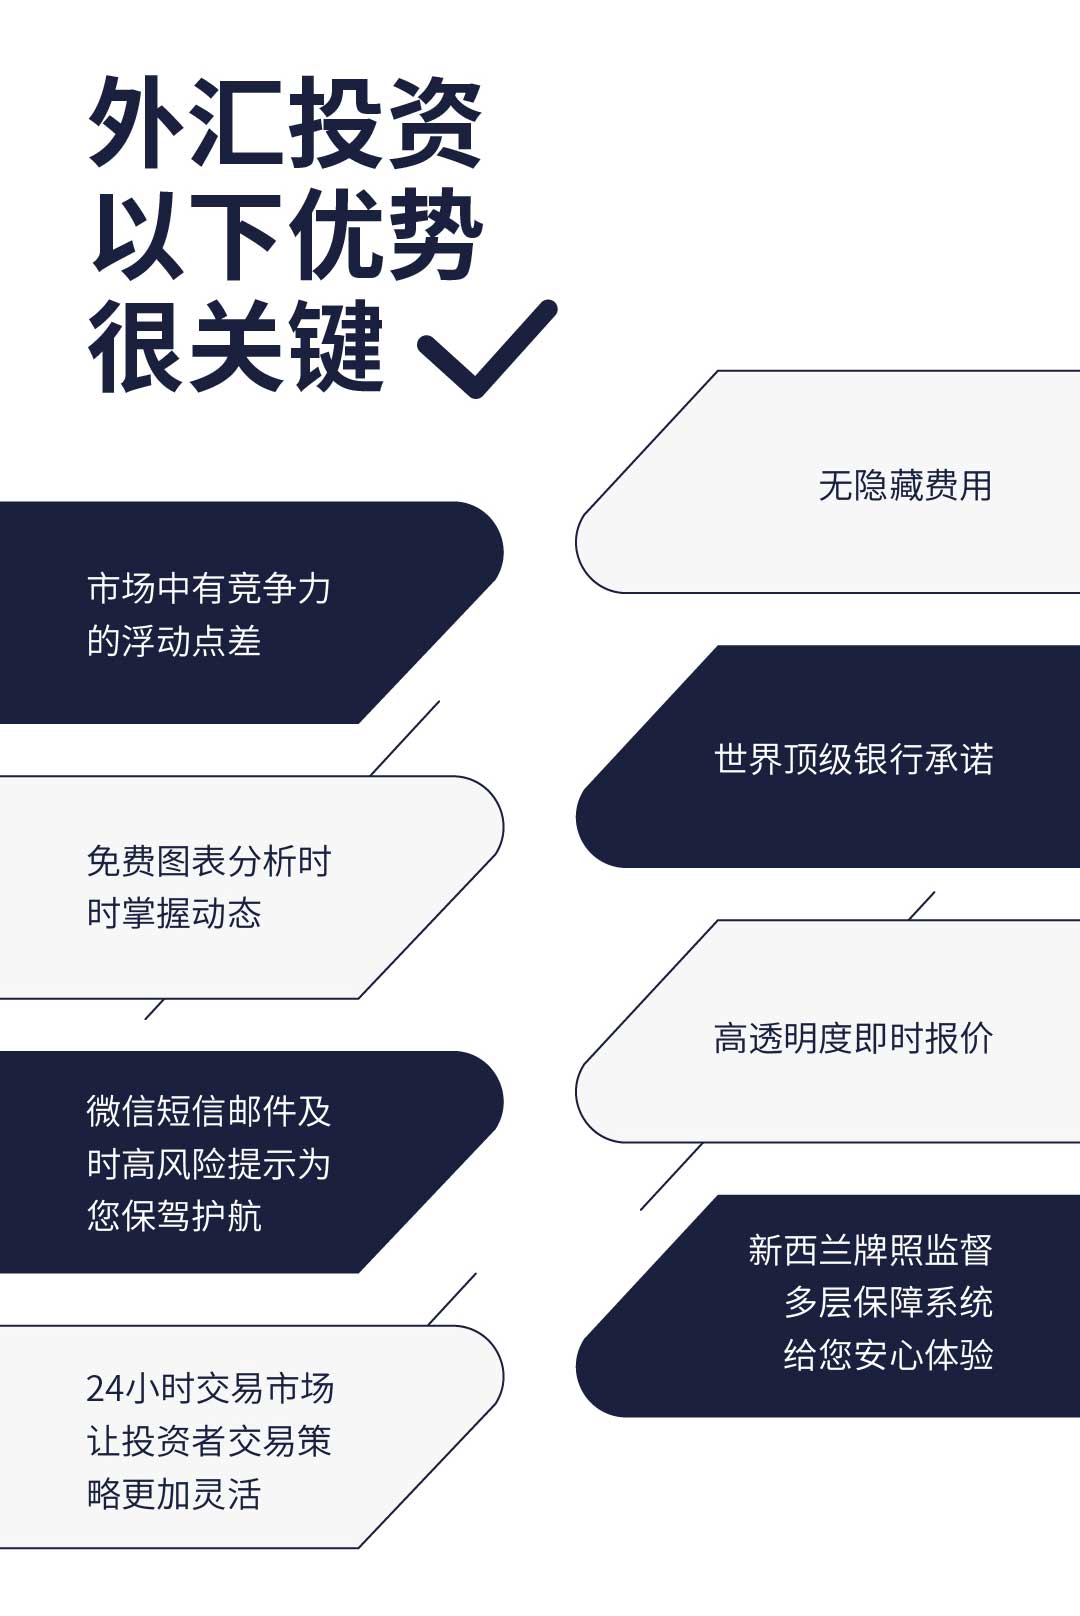 外汇投资
以下优势
很关键
无隐藏费用
市场中有竞争力
的浮动点差
世界顶级银行承诺
免费图表分析时
时掌握动态
高透明度即时报价
微信短信邮件及
时高风险提示为
您保驾护航
新西兰牌照监督
多层保障系统
给您安心体验
24小时交易市场
让投资者交易策
略更加灵活